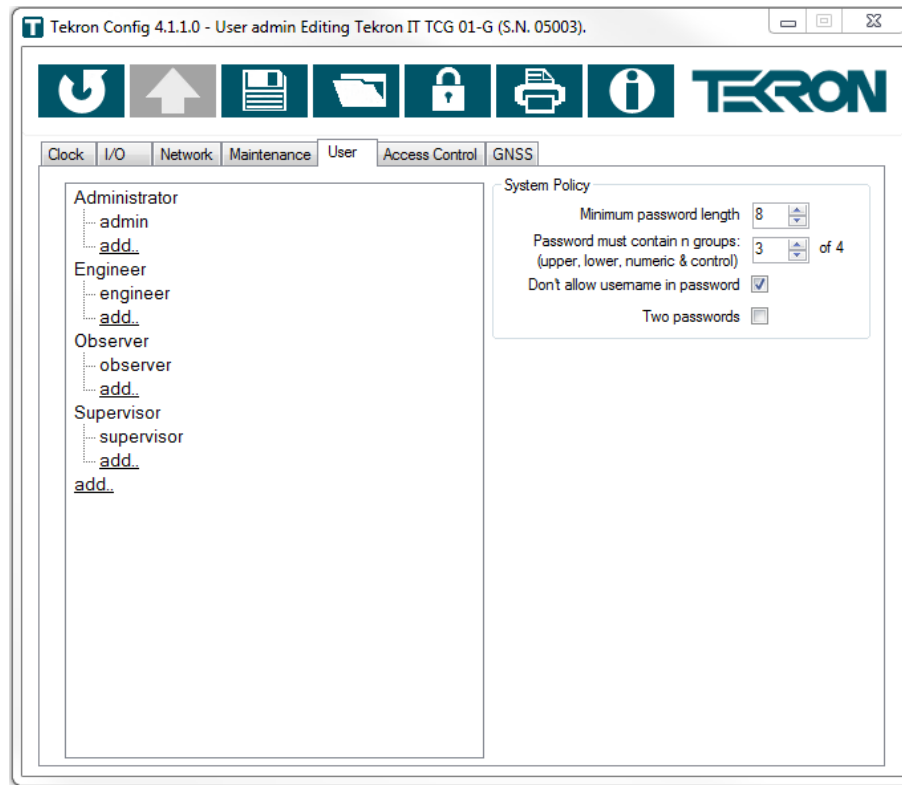 Tekron Config 4.1.1.0 - User admin Editing Tekron IT TCG 01-G (S.N. 05003).
TEKRON
Clock I/O Network Maintenance User Access Control GNSS
Administrator
admin
add..
Engineer
engineer
add..
Observer
observer
add..
Supervisor
supervisor
add..
add..
System Policy
Minimum password length 8
Password must contain n groups:
(upper, lower, numeric & control) 3 of 4
Don't allow username in password
Two passwords